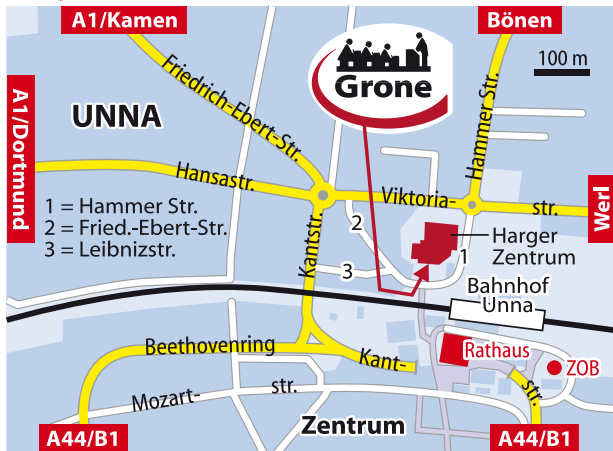 A1/Kamen
Bönen
100 m
Grone
Friedrich-Ebert-Str.
Hammer Str.
UNNA
A1/Dortmund
Hansastr.
Viktoria-
str.
Werl
1 = Hammer Str.
2 = Fried.-Ebert-Str.
3 = Leibnizstr.
Kantstr.
2
3
1
Harger
Zentrum
Bahnhof
Unna
Beethovenring
Kant-
str.
Rathaus
ZOB
Mozart-
str.
Zentrum
A44/B1
A44/B1